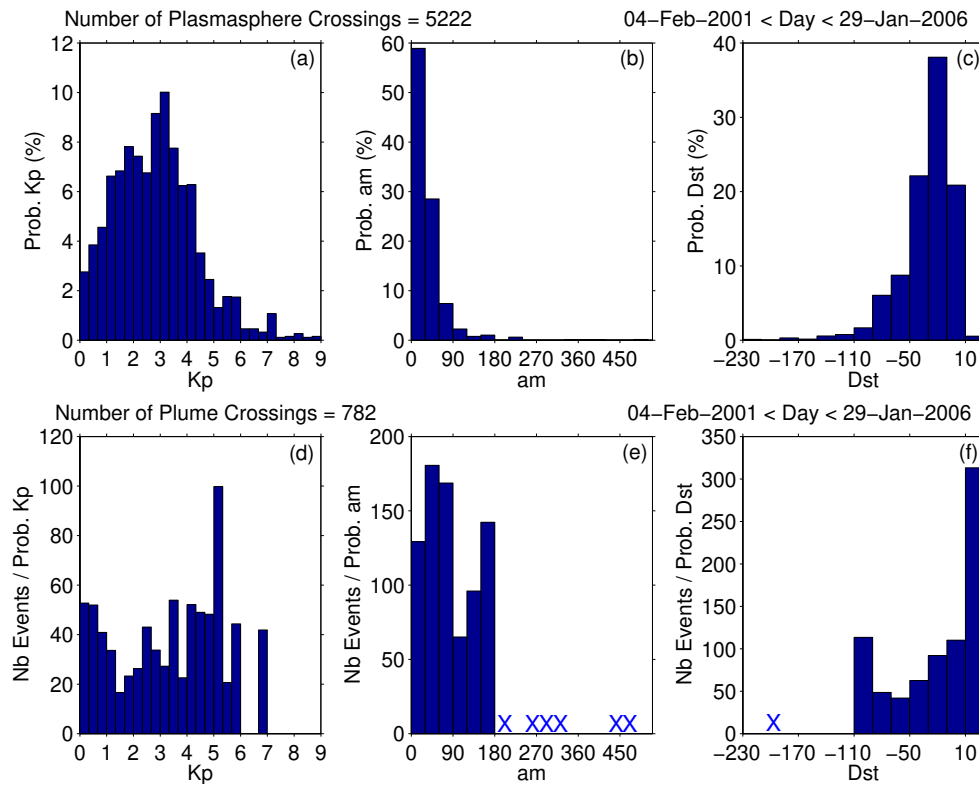 Number of Plasmasphere Crossings = 5222
04−Feb−2001 < Day < 29−Jan−2006
(a)
Prob. Kp (%)
0 2 4 6 8 10 12
0 1 2 3 4 5 6 7 8 9
Kp
(b)
Prob. am (%)
0 10 20 30 40 50 60
0 90 180 270 360 450
am
(c)
Prob. Dst (%)
0 10 20 30 40
−230 −170 −110 −50 10
Dst
Number of Plume Crossings = 782
04−Feb−2001 < Day < 29−Jan−2006
(d)
Nb Events / Prob. Kp
0 20 40 60 80 100 120
0 1 2 3 4 5 6 7 8 9
Kp
(e)
Nb Events / Prob. am
0 50 100 150 200
X XXX XX
0 90 180 270 360 450
am
(f)
Nb Events / Prob. Dst
0 50 100 150 200 250 300 350
X
−230 −170 −110 −50 10
Dst